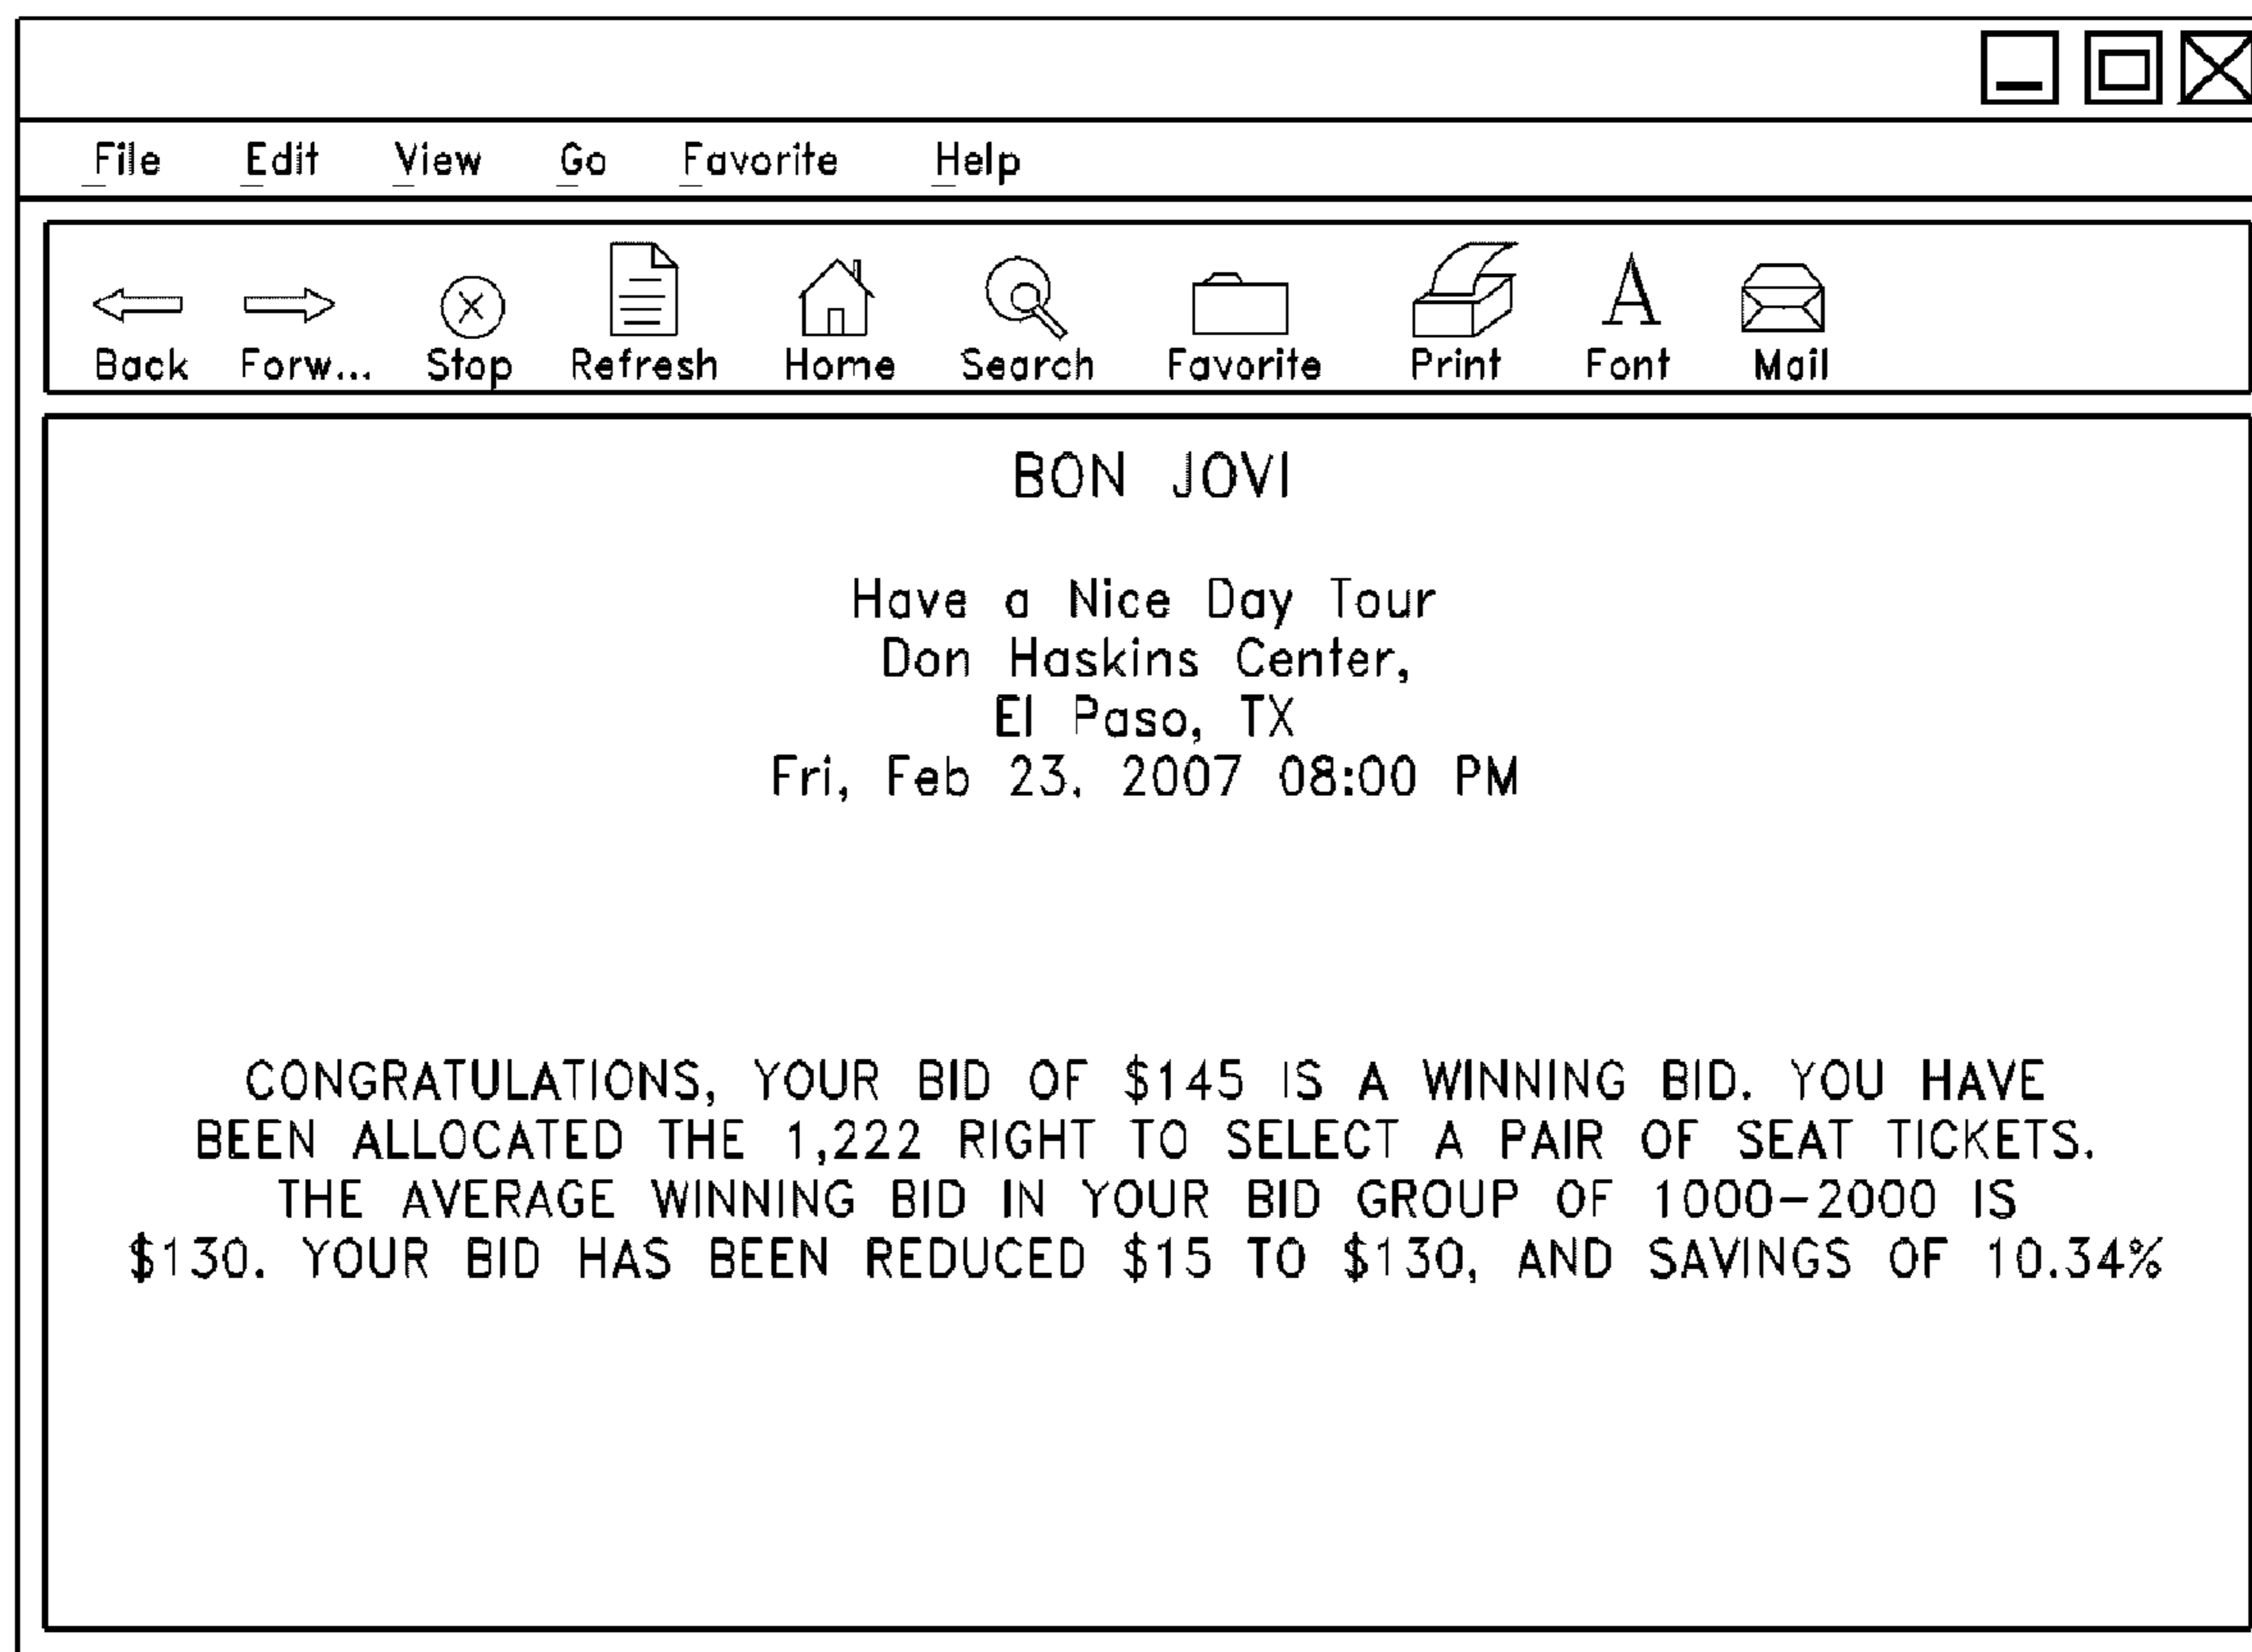 File Edit View Go Favorite Help
Back Forw... Stop Refresh Home Search Favorite Print Font Mail
BON JOVI
Have a Nice Day Tour
Don Haskins Center,
El Paso, TX
Fri, Feb 23, 2007 08:00 PM
CONGRATULATIONS, YOUR BID OF $145 IS A WINNING BID. YOU HAVE
BEEN ALLOCATED THE 1,222 RIGHT TO SELECT A PAIR OF SEAT TICKETS.
THE AVERAGE WINNING BID IN YOUR BID GROUP OF 1000-2000 IS
$130. YOUR BID HAS BEEN REDUCED $15 TO $130, AND SAVINGS OF 10.34%